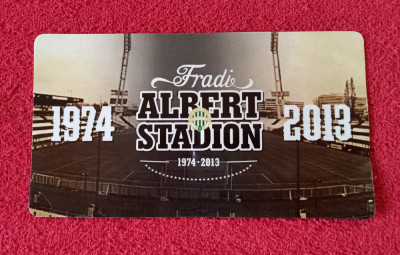 Fradi
1974 ALBERT 2013
STADION
1974-2013